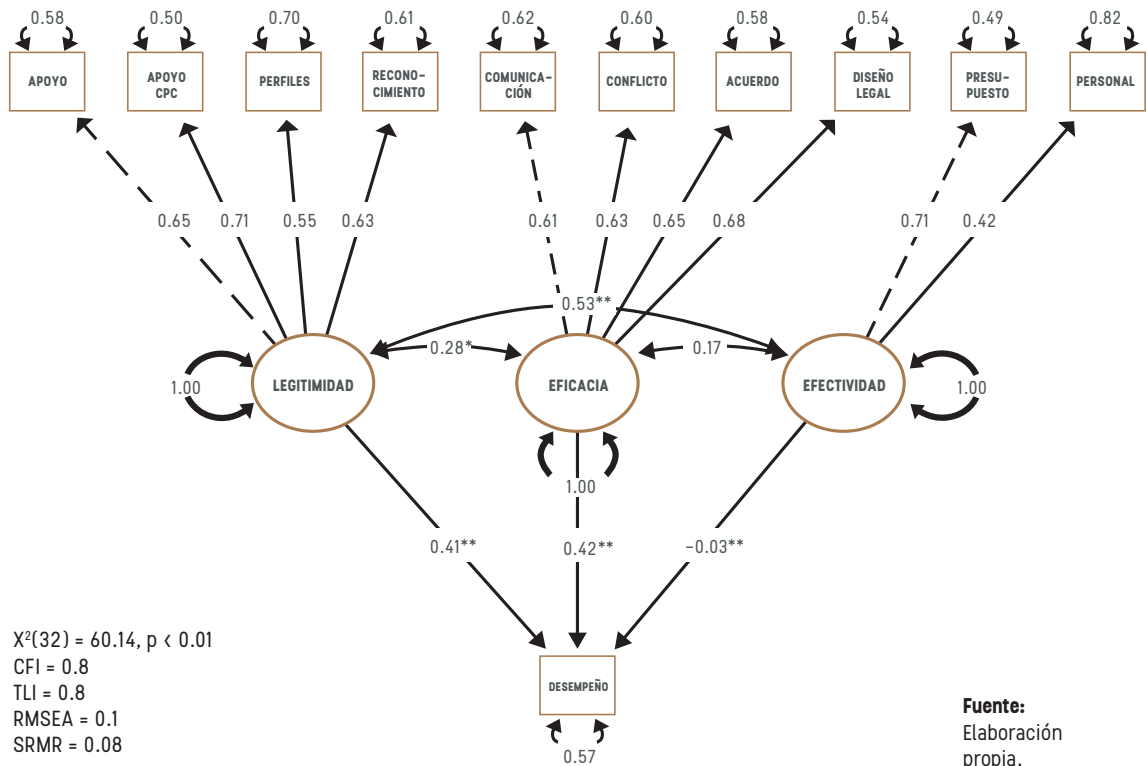 0.58 0.50 0.70 0.61 0.62 0.60 0.58 0.54 0.49 0.82
APOYO
APOYO
CPC
PERFILES
RECONO-
CIMIENTO
COMUNICA-
CIÓN
CONFLICTO
ACUERDO
DISEÑO
LEGAL
PRESU-
PUESTO
PERSONAL
0.65 0.71 0.55 0.63 0.61 0.63 0.65 0.68 0.71 0.42
0.53**
0.28* 0.17
1.00 LEGITIMIDAD EFICACIA EFECTIVIDAD 1.00
1.00
0.41** 0.42** -0.03**
X²(32) = 60.14, p < 0.01
CFI = 0.8
TLI = 0.8
RMSEA = 0.1
SRMR = 0.08
DESEMPEÑO
0.57
Fuente:
Elaboración
propia.